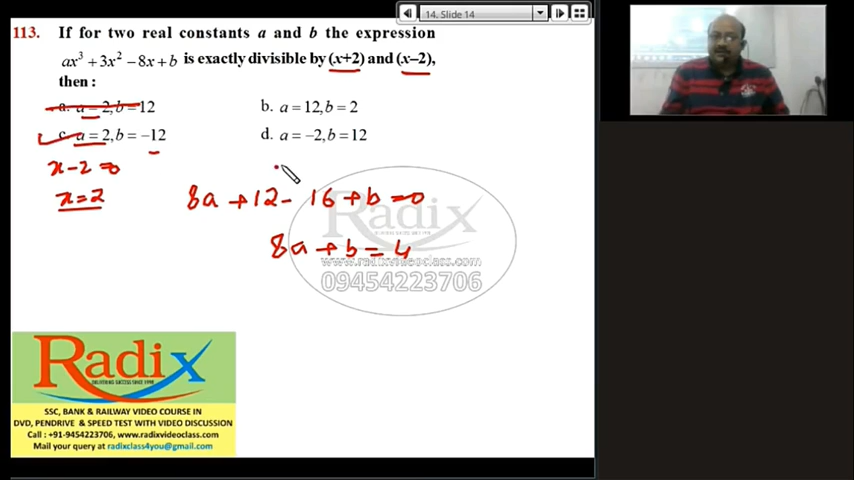 14. Slide 14
113. If for two real constants a and b the expression
ax³ + 3x² − 8x + b is exactly divisible by (x+2) and (x–2),
then :
a. a = 2, b = 12
b. a = 12, b = 2
c. a = 2, b = −12
d. a = −2, b = 12
x − 2 = 0
x = 2
8a + 12 − 16 + b = 0
8a + b = 4
Radix
www.radixvideoclass.com
09454223706
Radix
DELIVERING SUCCESS SINCE 1998
SSC, BANK & RAILWAY VIDEO COURSE IN
DVD, PENDRIVE & SPEED TEST WITH VIDEO DISCUSSION
Call : +91-9454223706, www.radixvideoclass.com
Mail your query at radixclass4you@gmail.com